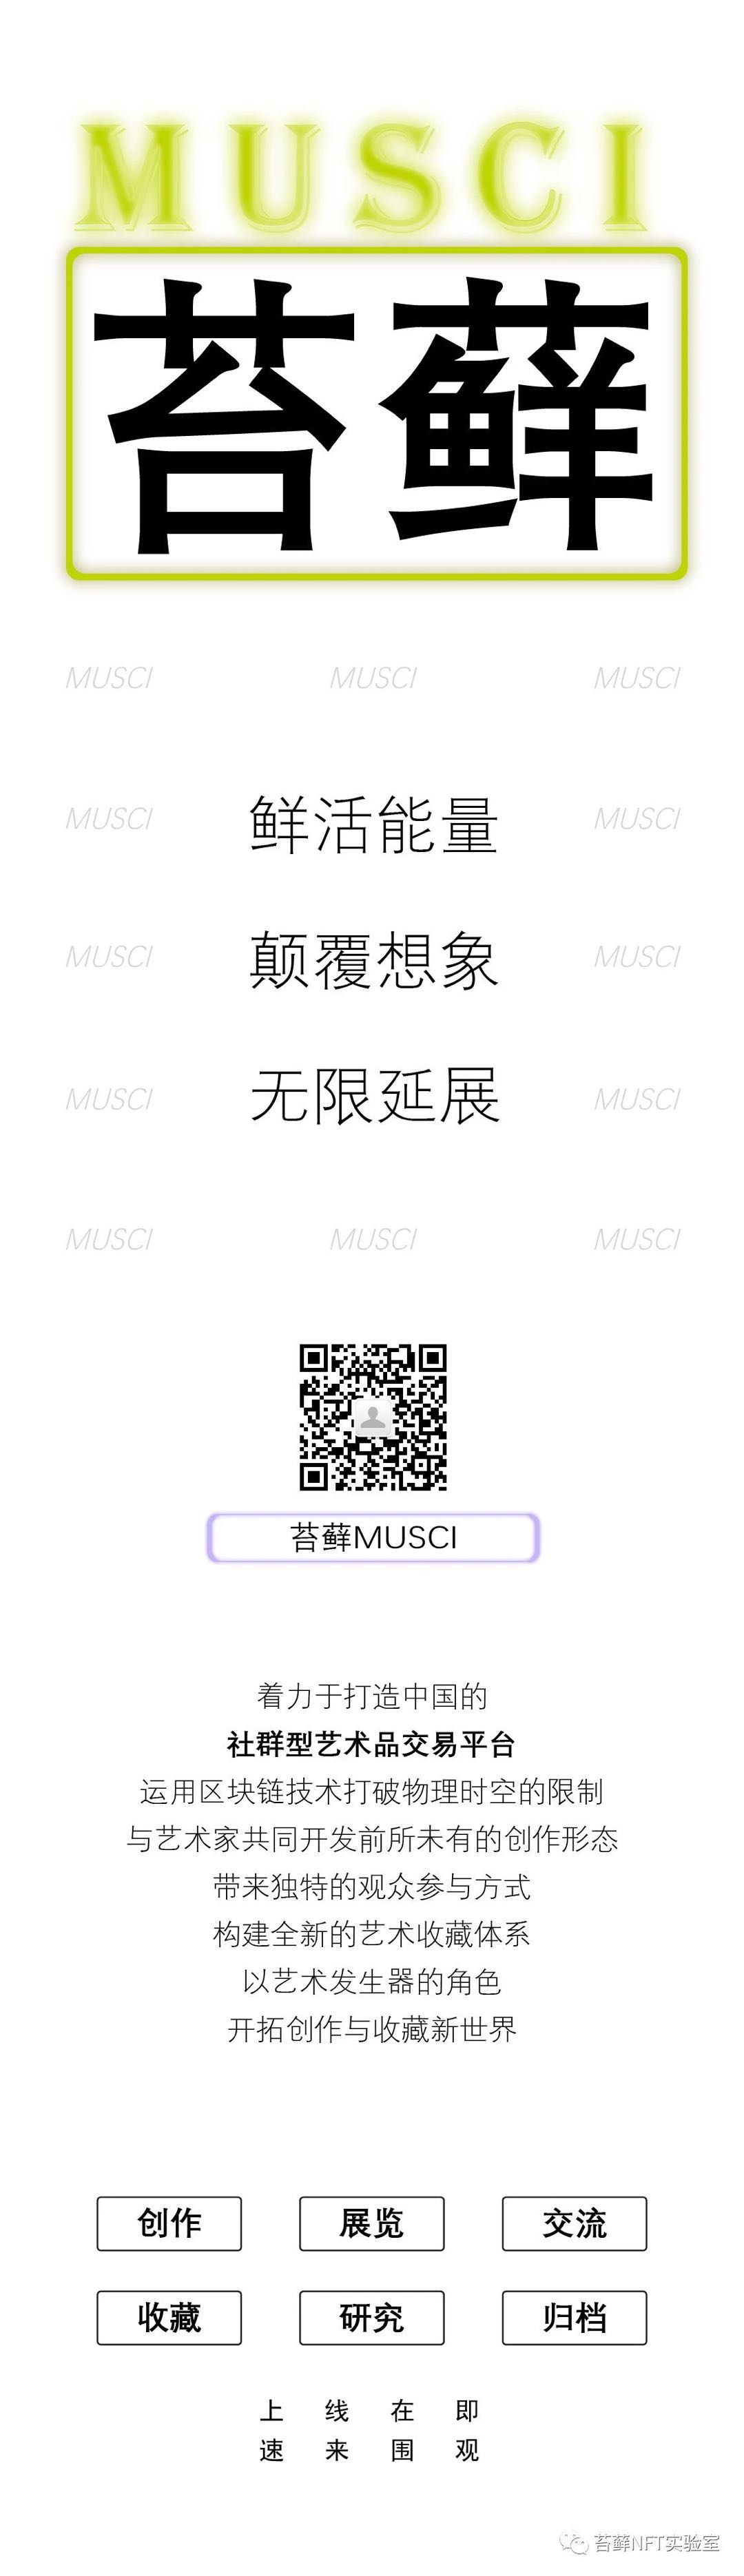 MUSCI
苔藓
MUSCI MUSCI MUSCI
MUSCI 鲜活能量 MUSCI
MUSCI 颠覆想象 MUSCI
MUSCI 无限延展 MUSCI
MUSCI MUSCI MUSCI
苔藓MUSCI
着力于打造中国的
社群型艺术品交易平台
运用区块链技术打破物理时空的限制
与艺术家共同开发前所未有的创作形态
带来独特的观众参与方式
构建全新的艺术收藏体系
以艺术发生器的角色
开拓创作与收藏新世界
创作 展览 交流
收藏 研究 归档
上线在即
速来围观
苔藓NFT实验室